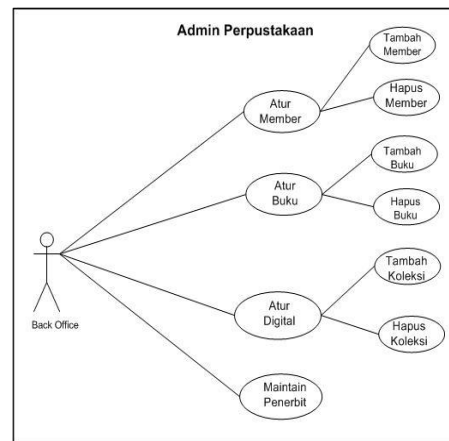 Admin Perpustakaan
Tambah
Member
Hapus
Member
Atur
Member
Tambah
Buku
Hapus
Buku
Atur
Buku
Tambah
Koleksi
Hapus
Koleksi
Atur
Digital
Back Office
Maintain
Penerbit